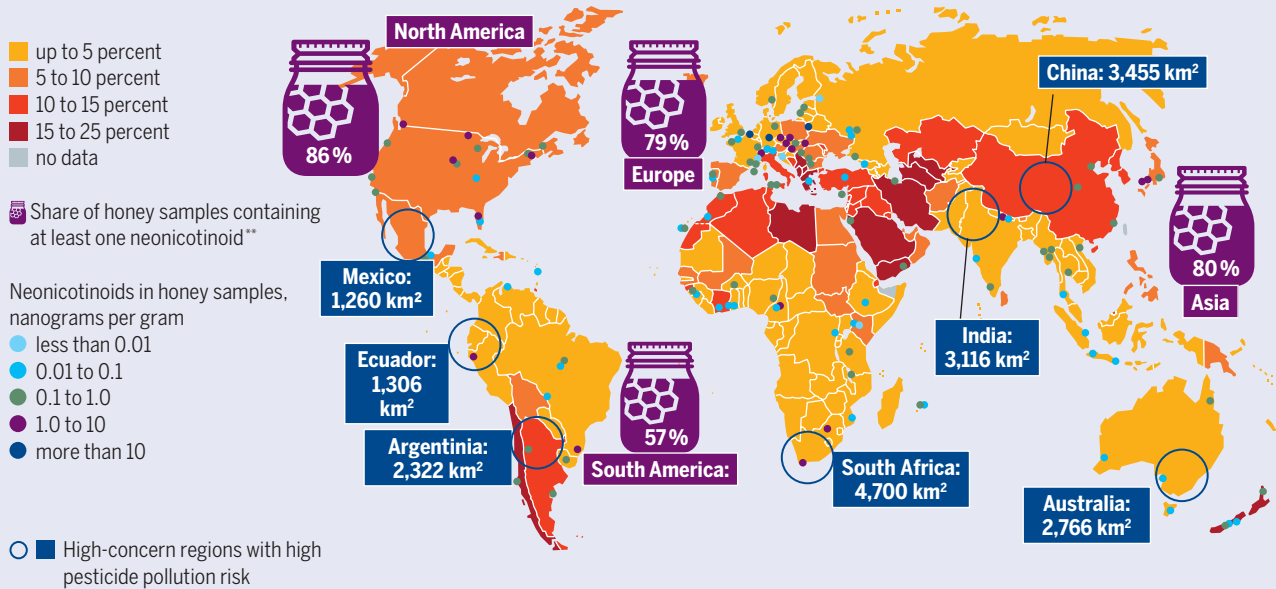 up to 5 percent
5 to 10 percent
10 to 15 percent
15 to 25 percent
no data
Share of honey samples containing
at least one neonicotinoid**
Neonicotinoids in honey samples,
nanograms per gram
less than 0.01
0.01 to 0.1
0.1 to 1.0
1.0 to 10
more than 10
High-concern regions with high
pesticide pollution risk
North America
86 %
79 %
Europe
China: 3,455 km²
80 %
Asia
Mexico:
1,260 km²
Ecuador:
1,306
km²
Argentinia:
2,322 km²
57 %
South America:
South Africa:
4,700 km²
India:
3,116 km²
Australia:
2,766 km²